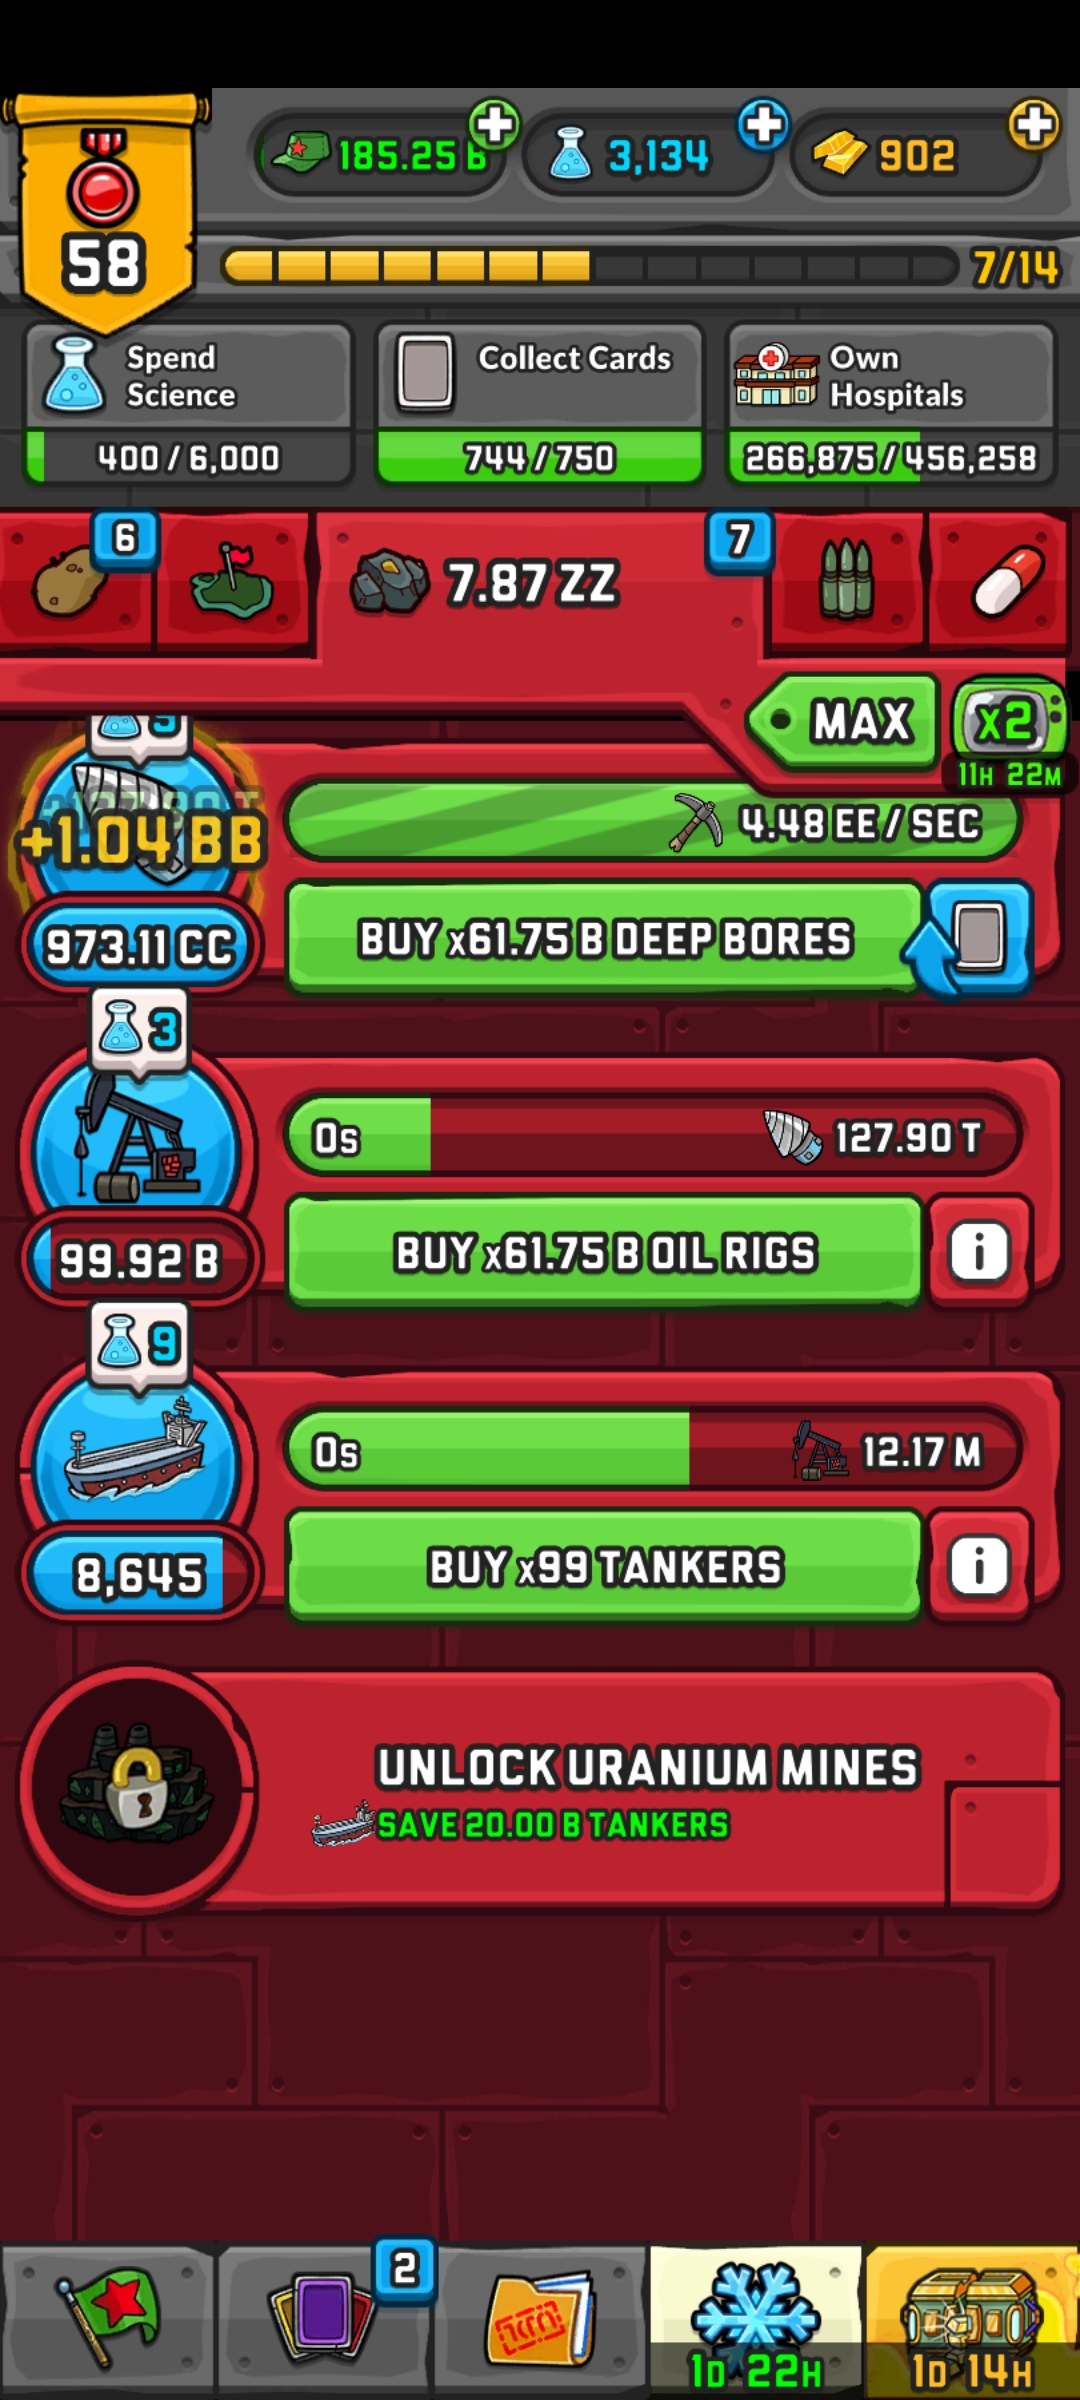 185.25 B
3,134
902
58
7/14
Spend
Science
400 / 6,000
Collect Cards
744 / 750
Own
Hospitals
266,875 / 456,258
6
7.87 ZZ
7
MAX
x2
11H 22M
+1.04 BB
4.48 EE / SEC
973.11 CC
BUY x61.75 B DEEP BORES
3
0s
127.90 T
99.92 B
BUY x61.75 B OIL RIGS
9
0s
12.17 M
8,645
BUY x99 TANKERS
UNLOCK URANIUM MINES
SAVE 20.00 B TANKERS
2
1D 22H
1D 14H